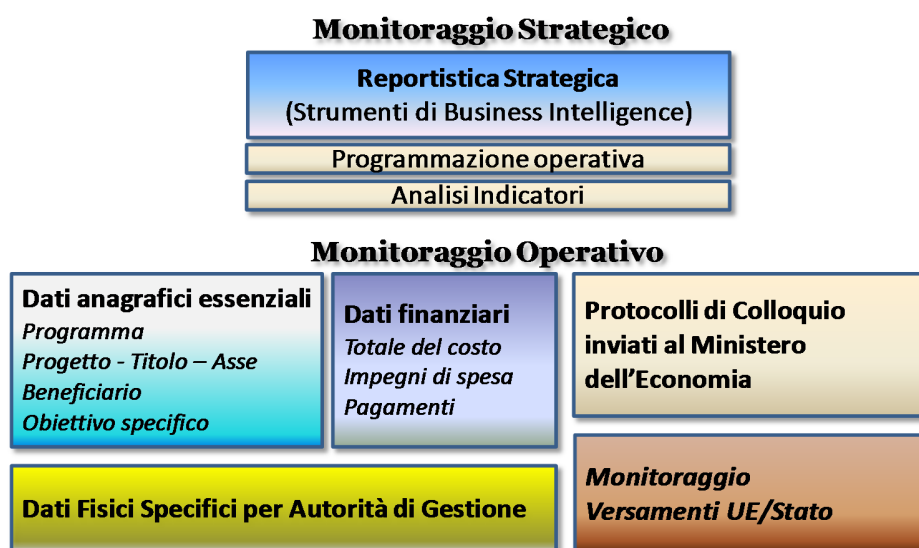 Monitoraggio Strategico
Reportistica Strategica
(Strumenti di Business Intelligence)
Programmazione operativa
Analisi Indicatori
Monitoraggio Operativo
Dati anagrafici essenziali
Programma
Progetto - Titolo – Asse
Beneficiario
Obiettivo specifico
Dati finanziari
Totale del costo
Impegni di spesa
Pagamenti
Protocolli di Colloquio
inviati al Ministero
dell’Economia
Dati Fisici Specifici per Autorità di Gestione
Monitoraggio
Versamenti UE/Stato